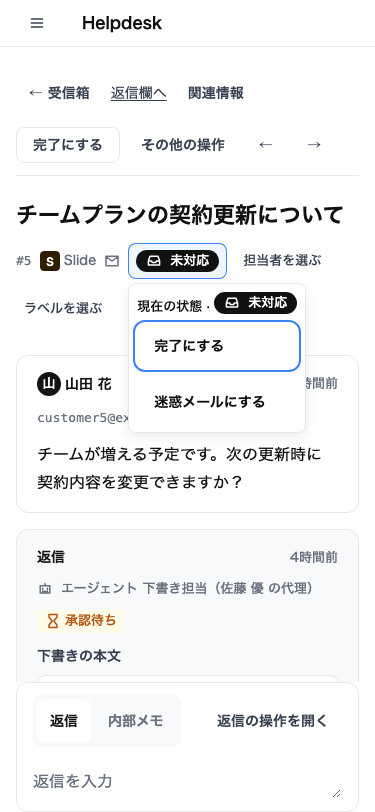 Helpdesk
← 受信箱 返信欄へ 関連情報
完了にする その他の操作 ← →
チームプランの契約更新について
#5 S Slide 未対応 担当者を選ぶ
ラベルを選ぶ
現在の状態・ 未対応
完了にする
迷惑メールにする
山 山田 花 時間前
customer5@ex
チームが増える予定です。次の更新時に
契約内容を変更できますか？
返信 4時間前
エージェント 下書き担当（佐藤 優 の代理）
承認待ち
下書きの本文
返信 内部メモ 返信の操作を開く
返信を入力